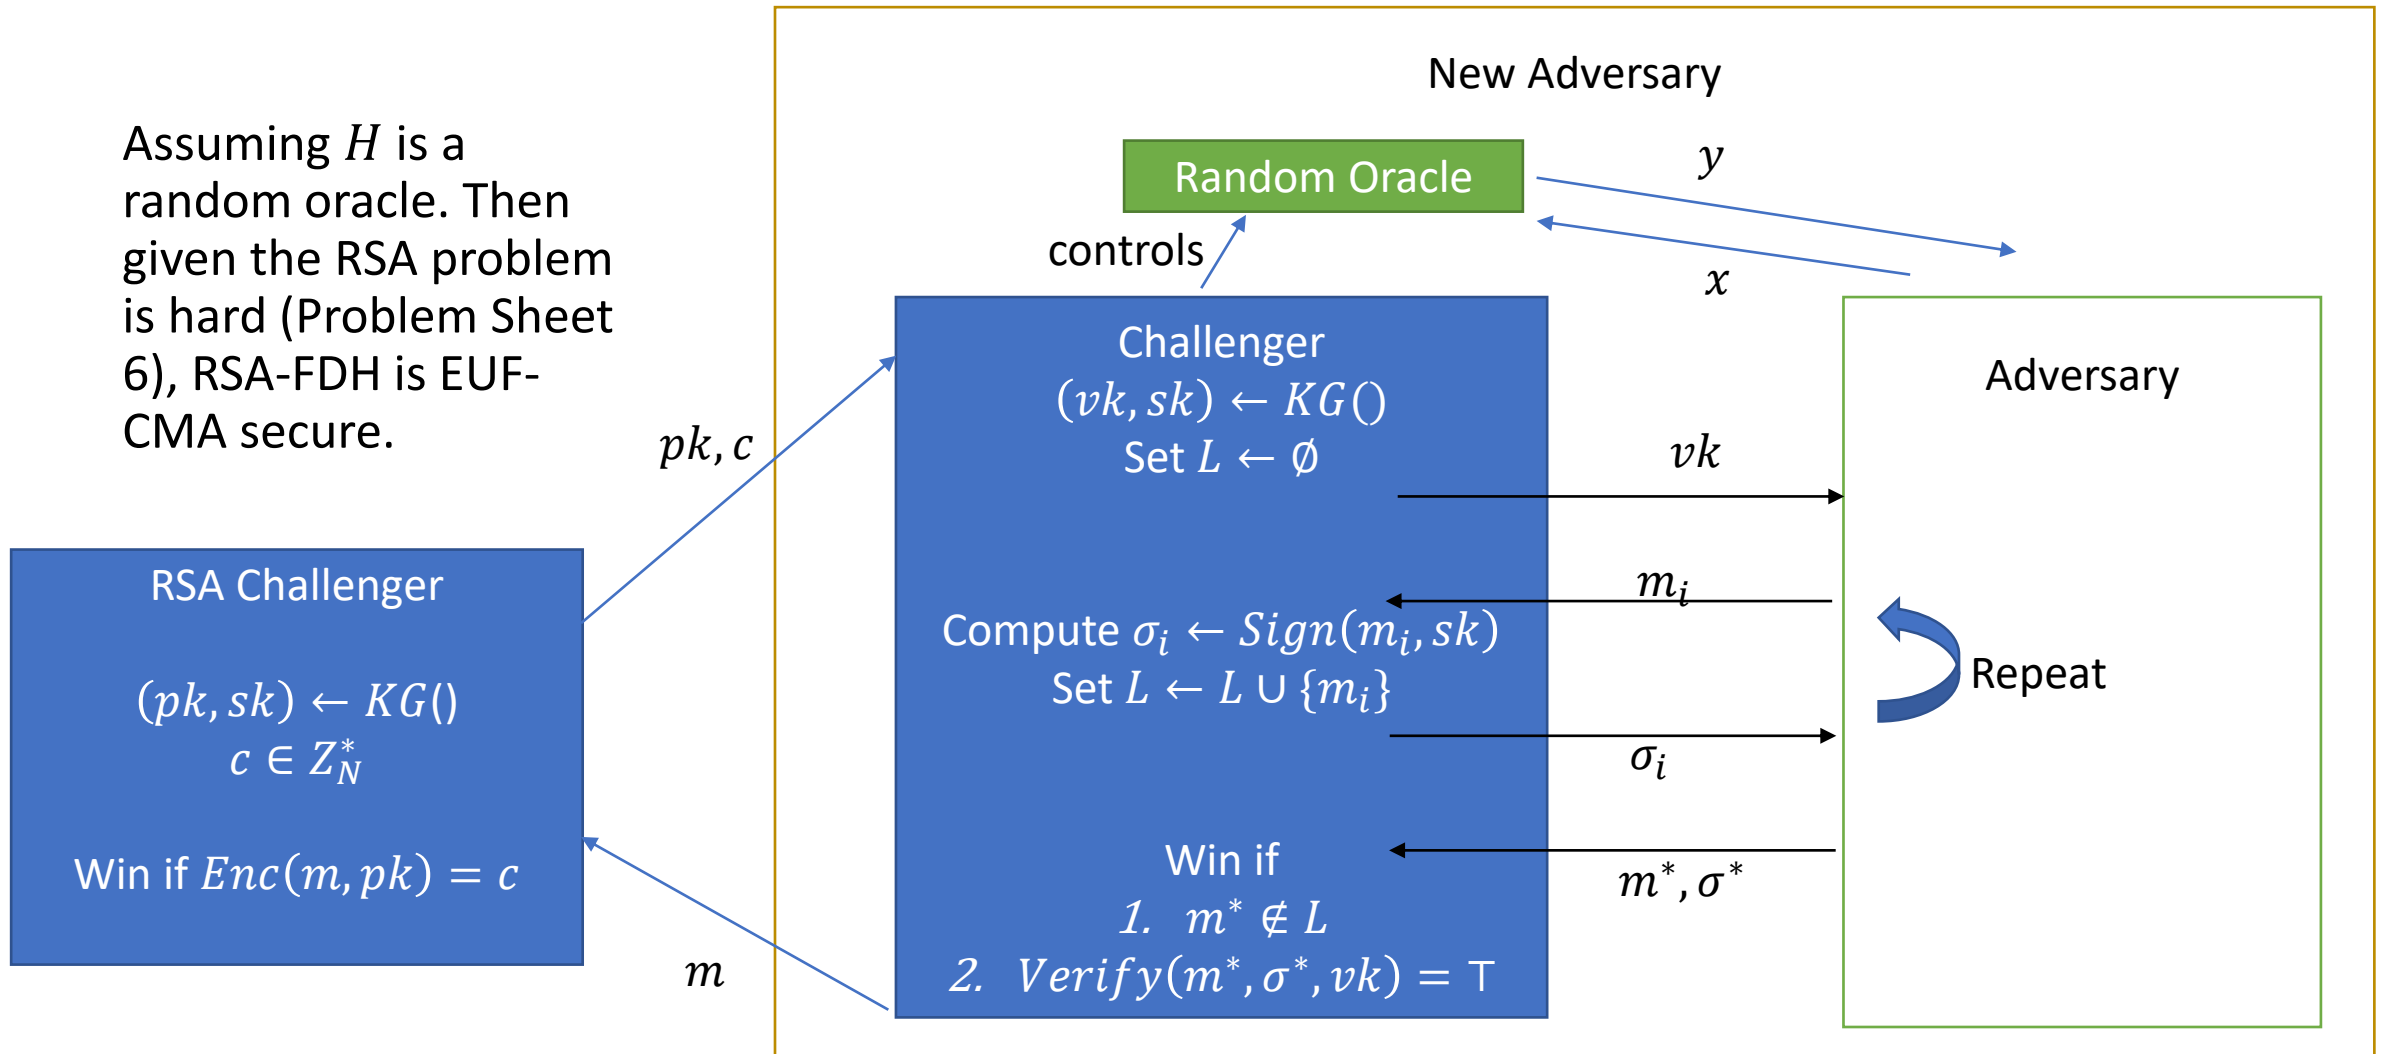 New Adversary
Assuming H is a
random oracle. Then
given the RSA problem
is hard (Problem Sheet
6), RSA-FDH is EUF-
CMA secure.
Random Oracle
y
x
controls
pk, c
RSA Challenger
(pk, sk) ← KG()
c ∈ Z_N^*
Win if Enc(m, pk) = c
m
Challenger
(vk, sk) ← KG()
Set L ← ∅
Compute σ_i ← Sign(m_i, sk)
Set L ← L ∪ {m_i}
Win if
1. m^* ∉ L
2. Verify(m^*, σ^*, vk) = ⊤
vk
m_i
σ_i
m^*, σ^*
Adversary
Repeat